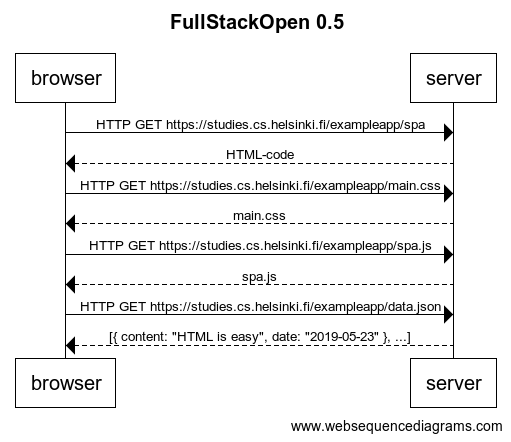 FullStackOpen 0.5
browser server
HTTP GET https://studies.cs.helsinki.fi/exampleapp/spa
HTML-code
HTTP GET https://studies.cs.helsinki.fi/exampleapp/main.css
main.css
HTTP GET https://studies.cs.helsinki.fi/exampleapp/spa.js
spa.js
HTTP GET https://studies.cs.helsinki.fi/exampleapp/data.json
[{ content: "HTML is easy", date: "2019-05-23" }, ...]
browser server
www.websequencediagrams.com